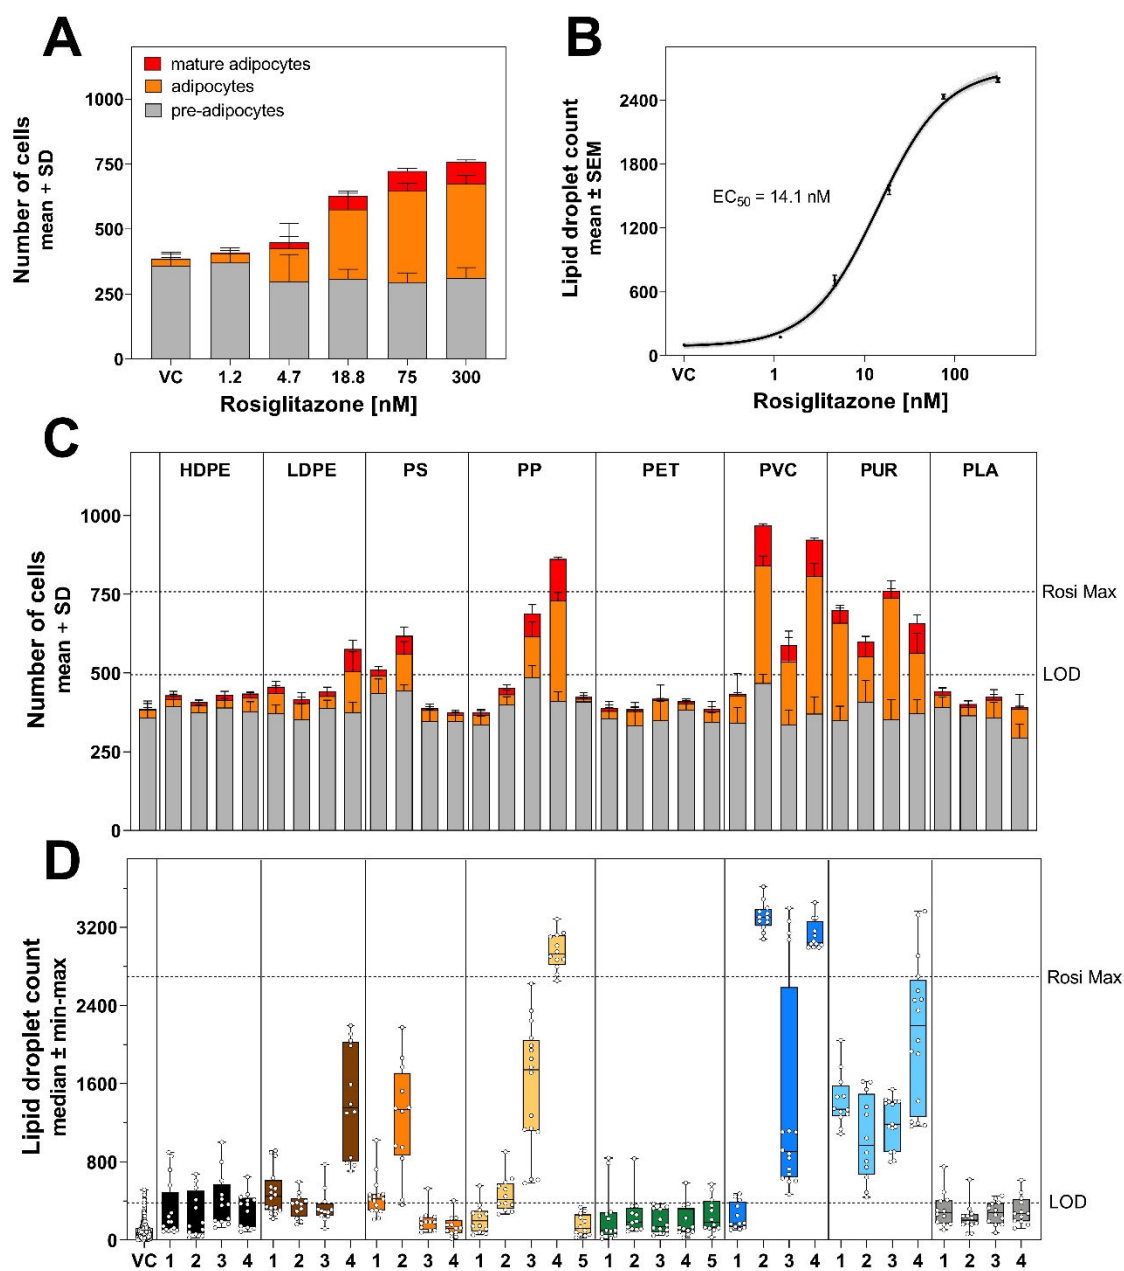 A
mature adipocytes
adipocytes
pre-adipocytes
Number of cells
mean + SD
1000
750
500
250
0
VC 1.2 4.7 18.8 75 300
Rosiglitazone [nM]
B
Lipid droplet count
mean ± SEM
2400
1800
1200
600
0
EC50 = 14.1 nM
VC 1 10 100
Rosiglitazone [nM]
C
HDPE LDPE PS PP PET PVC PUR PLA
Number of cells
mean + SD
1000
750
500
250
0
Rosi Max
LOD
D
Lipid droplet count
median ± min-max
3200
2400
1600
800
0
Rosi Max
LOD
VC 1 2 3 4 1 2 3 4 1 2 3 4 1 2 3 4 5 1 2 3 4 5 1 2 3 4 1 2 3 4 1 2 3 4